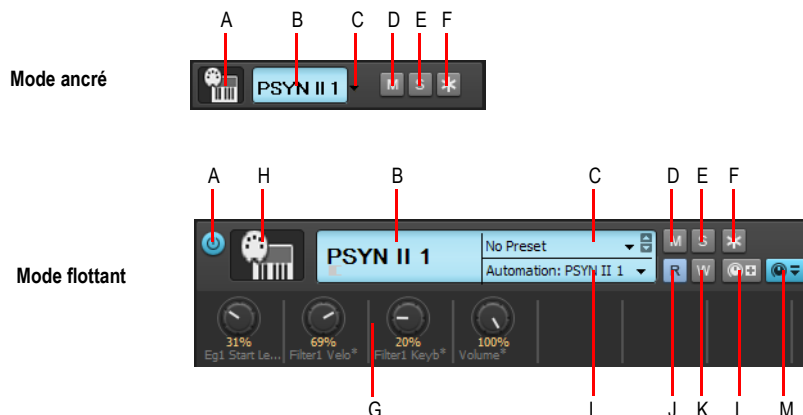 A B C D E F
Mode ancré
PSYN II 1 M S
A H B C D E F
PSYN II 1 No Preset M S
Automation: PSYN II 1 R W
Mode flottant
31% 69% 20% 100%
Eg1 Start Le... Filter1 Velo* Filter1 Keyb* Volume*
G I J K L M